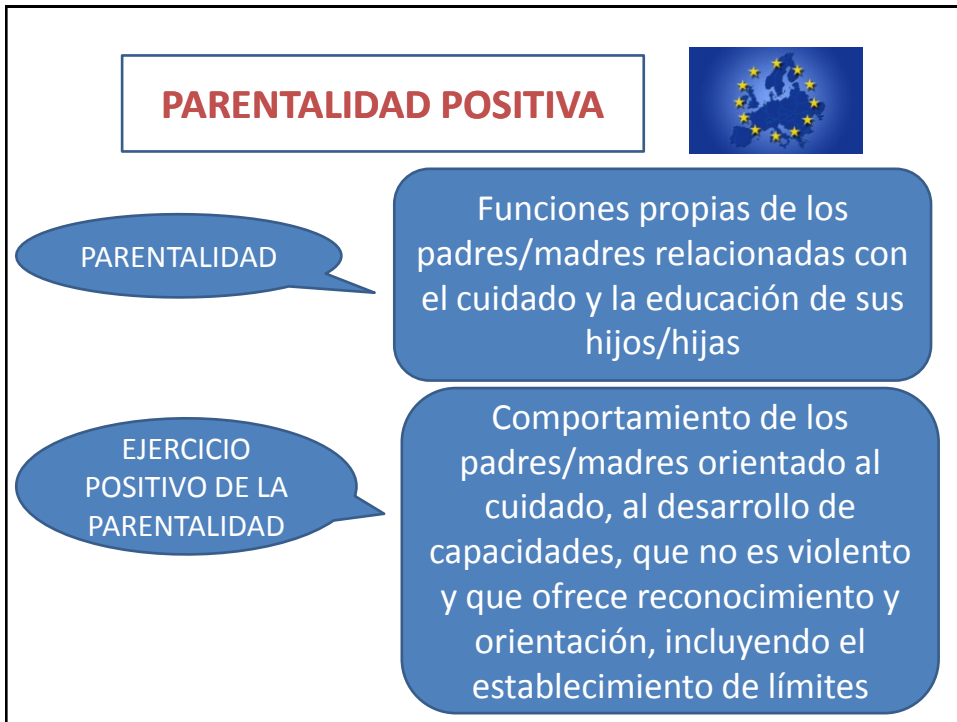 PARENTALIDAD POSITIVA
PARENTALIDAD
Funciones propias de los
padres/madres relacionadas con
el cuidado y la educación de sus
hijos/hijas
EJERCICIO
POSITIVO DE LA
PARENTALIDAD
Comportamiento de los
padres/madres orientado al
cuidado, al desarrollo de
capacidades, que no es violento
y que ofrece reconocimiento y
orientación, incluyendo el
establecimiento de límites